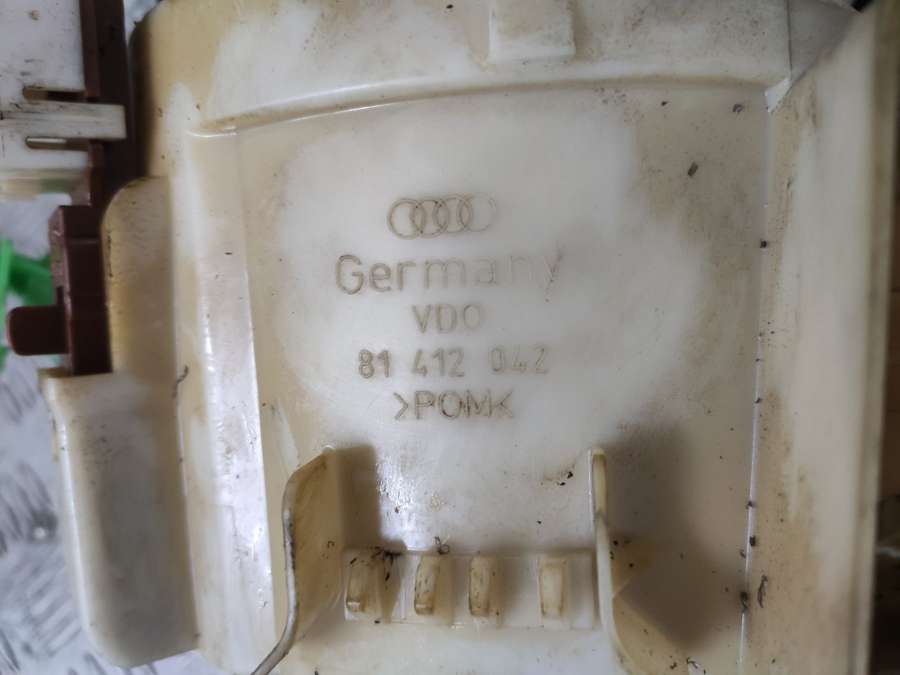 Germany
VDO
81 412 042
>POM<